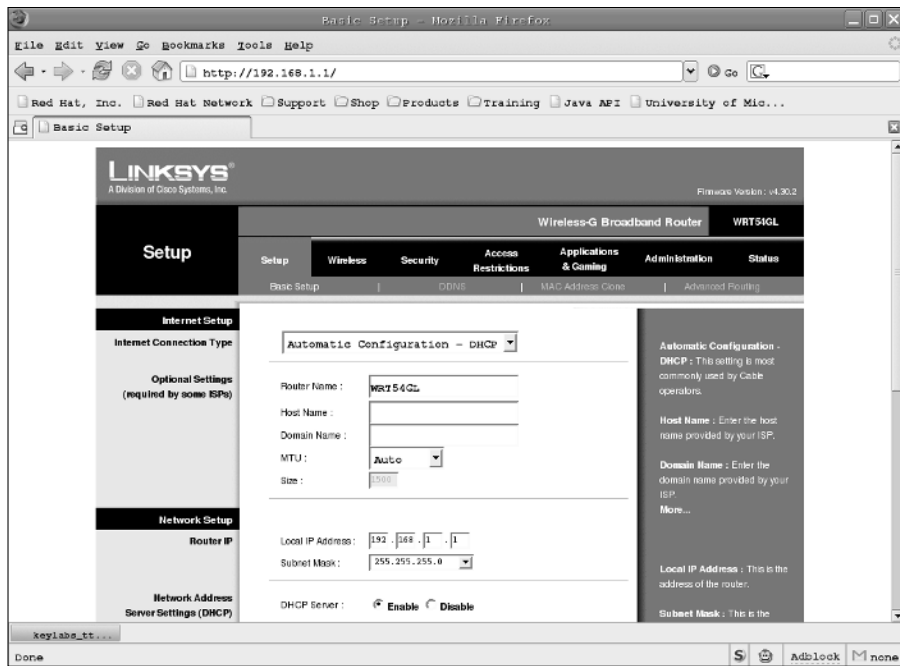 Basic Setup - Mozilla Firefox
File Edit View Go Bookmarks Tools Help
http://192.168.1.1/
Go
G
Red Hat, Inc. Red Hat Network Support Shop Products Training Java API University of Mic...
Basic Setup
LINKSYS®
A Division of Cisco Systems, Inc.
Firmware Version : v4.30.2
Wireless-G Broadband Router WRT54GL
Setup
Setup Wireless Security Access Restrictions Applications & Gaming Administration Status
Basic Setup | DDNS | MAC Address Clone | Advanced Routing
Internet Setup
Internet Connection Type
Automatic Configuration - DHCP
Optional Settings
(required by some ISPs)
Router Name : WRT54GL
Host Name :
Domain Name :
MTU : Auto
Size : 1500
Network Setup
Router IP
Local IP Address : 192 . 168 . 1 . 1
Subnet Mask : 255.255.255.0
Network Address
Server Settings (DHCP)
DHCP Server : Enable Disable
Automatic Configuration -
DHCP : This setting is most
commonly used by Cable
operators.
Host Name : Enter the host
name provided by your ISP.
Domain Name : Enter the
domain name provided by your
ISP.
More...
Local IP Address : This is the
address of the router.
Subnet Mask : This is the
keylabs_tt...
Done
S
Adblock
M none